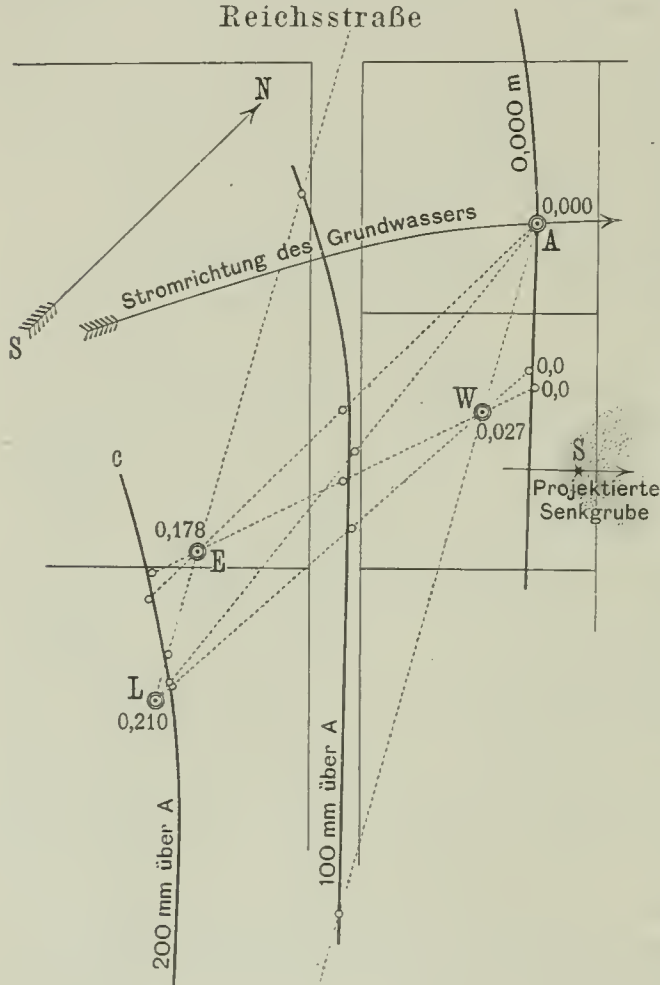 Reichsstraße
N
0,000 m
0,000
A
Stromrichtung des Grundwassers
S
0,0
0,0
W
0,027
S
Projektierte
Senkgrube
c
0,178
E
L
0,210
100 mm über A
200 mm über A